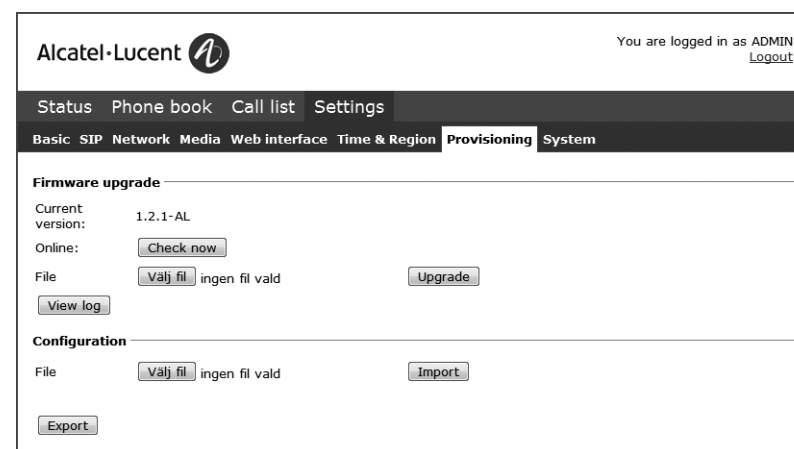 Alcatel·Lucent
You are logged in as ADMIN
Logout
Status Phone book Call list Settings
Basic SIP Network Media Web interface Time & Region Provisioning System
Firmware upgrade
Current
version:
1.2.1-AL
Online: Check now
File Välj fil ingen fil vald Upgrade
View log
Configuration
File Välj fil ingen fil vald Import
Export